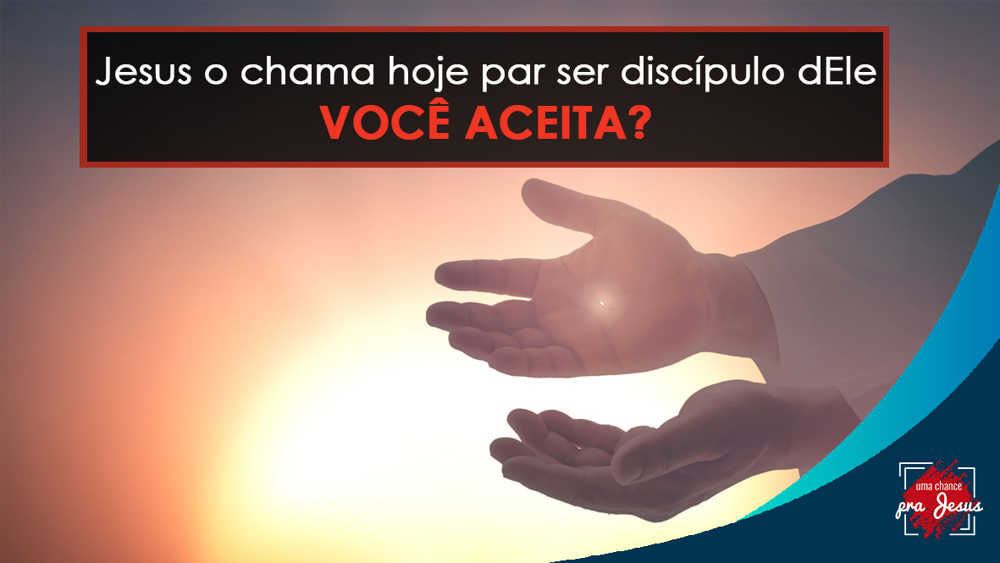 Jesus o chama hoje par ser discípulo dEle
VOCÊ ACEITA?
uma chance
pra Jesus